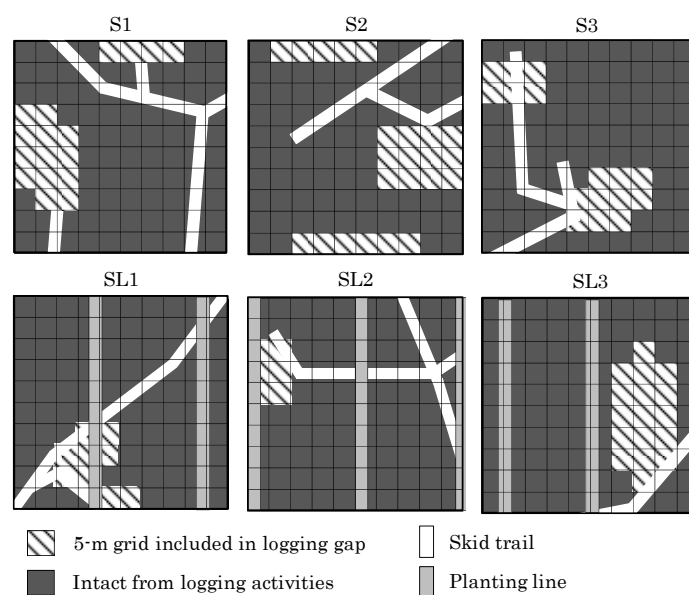 S1 S2 S3
SL1 SL2 SL3
5-m grid included in logging gap Skid trail
Intact from logging activities Planting line